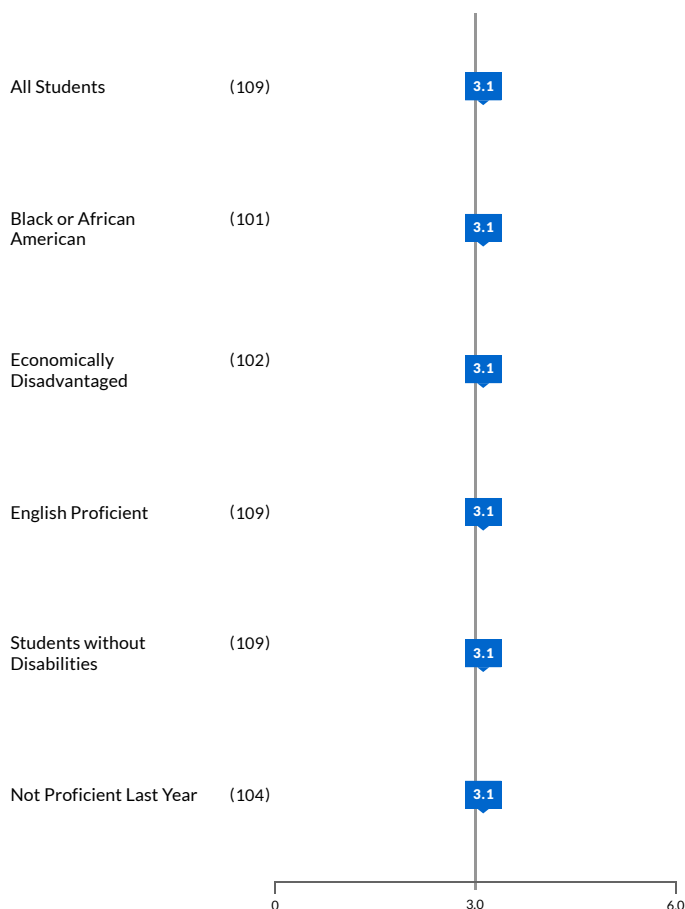 All Students (109) 3.1
Black or African (101) 3.1
American
Economically (102) 3.1
Disadvantaged
English Proficient (109) 3.1
Students without (109) 3.1
Disabilities
Not Proficient Last Year (104) 3.1
0 3.0 6.0